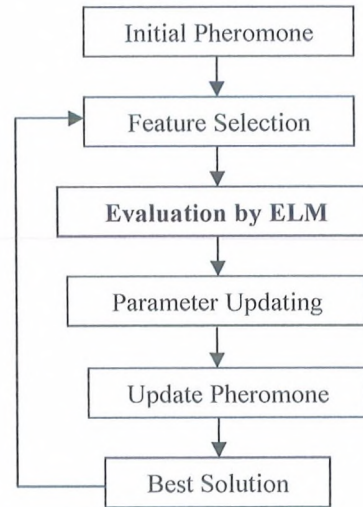 Initial Pheromone
Feature Selection
Evaluation by ELM
Parameter Updating
Update Pheromone
Best Solution